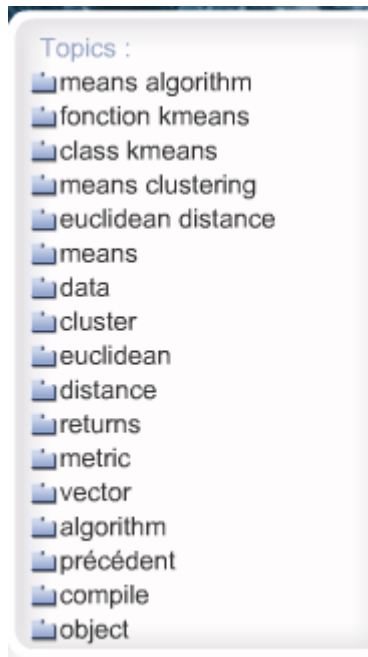 Topics :
means algorithm
fonction kmeans
class kmeans
means clustering
euclidean distance
means
data
cluster
euclidean
distance
returns
metric
vector
algorithm
précédent
compile
object